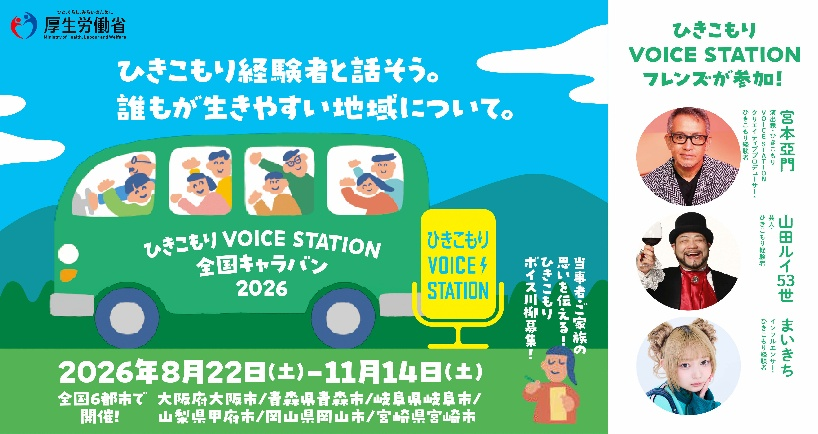 ひと、くらし、みらいのために
厚生労働省
Ministry of Health, Labour and Welfare
ひきこもり経験者と話そう。
誰もが生きやすい地域について。
ひきこもり VOICE STATION
全国キャラバン
2026
ひきこもり
VOICE
STATION
当事者ご家族の
思いを伝える!
ひきこもり
ボイス川柳募集!
2026年8月22日(土)–11月14日(土)
全国6都市で
開催!
大阪府大阪市/青森県青森市/岐阜県岐阜市/
山梨県甲府市/岡山県岡山市/宮崎県宮崎市
ひきこもり
VOICE STATION
フレンズが参加!
宮本亞門
演出家・ひきこもり
VOICE STATION
クリエイティブプロデューサー・
ひきこもり経験者
山田ルイ53世
芸人・
ひきこもり経験者
まいきち
インフルエンサー・
ひきこもり経験者